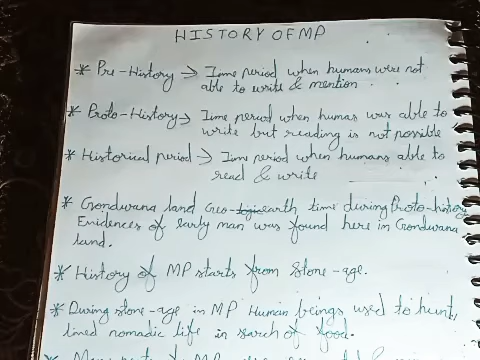 HISTORY OF MP
* Pre-History → Time period when humans were not
able to write & mention.
* Proto-History → Time period when humas was able to
write but reading is not possible
* Historical period → Time period when humans able to
read & write
* Gondwana land Geo- earth time during Proto-history
Evidences of early man was found here in Gondwana
land.
* History of MP starts from Stone-age.
* During stone-age in MP Human beings used to hunt,
lined nomadic life in sarch of food.